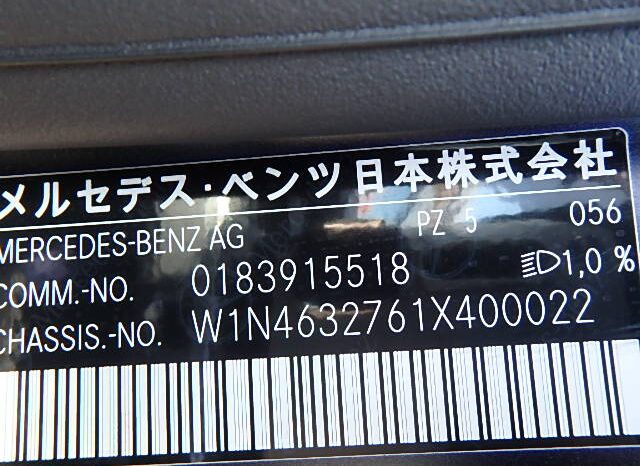 メルセデス・ベンツ日本株式会社
MERCEDES-BENZ AG PZ 5 056
COMM.-NO. 0183915518 1,0 %
CHASSIS.-NO. W1N4632761X400022